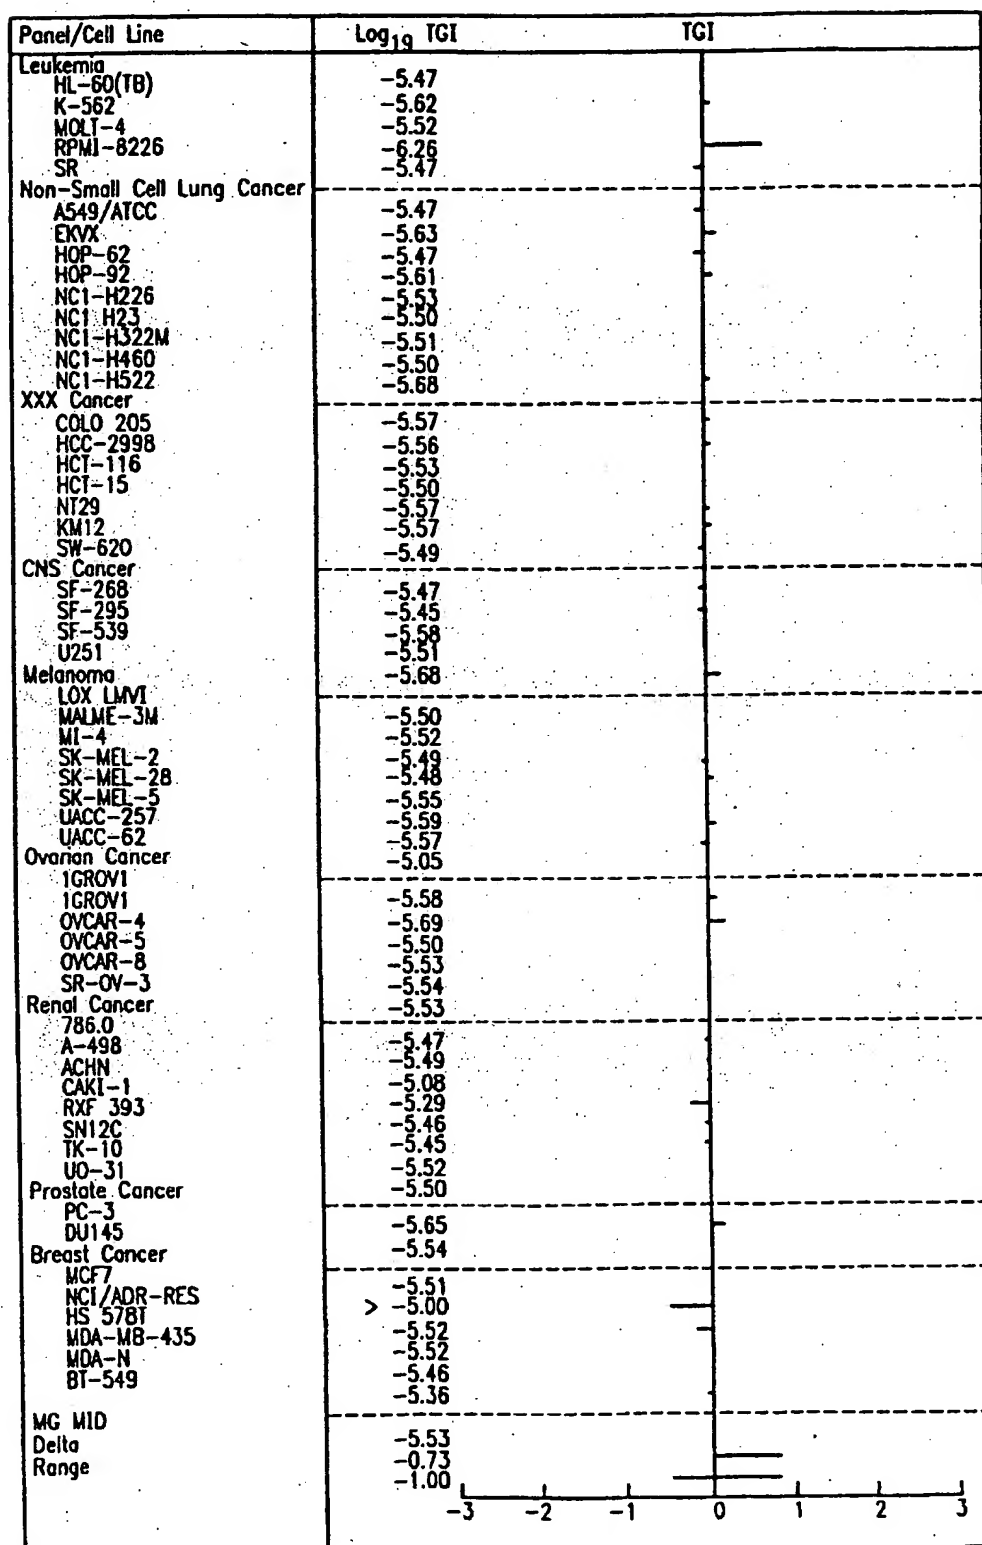 Panel/Cell Line Log19 TGI TGI
Leukemia
HL-60(TB) -5.47
K-562 -5.62
MOLT-4 -5.52
RPMI-8226 -6.26
SR -5.47
Non-Small Cell Lung Cancer
A549/ATCC -5.47
EKVX -5.63
HOP-62 -5.47
HOP-92 -5.61
NC1-H226 -5.53
NC1 H23 -5.50
NC1-H322M -5.51
NC1-H460 -5.50
NC1-H522 -5.68
XXX Cancer
COLO 205 -5.57
HCC-2998 -5.56
HCT-116 -5.53
HCT-15 -5.50
NT29 -5.57
KM12 -5.57
SW-620 -5.49
CNS Cancer
SF-268 -5.47
SF-295 -5.45
SF-539 -5.58
U251 -5.51
Melanoma -5.68
LOX LMVI
MALME-3M -5.50
MI-4 -5.52
SK-MEL-2 -5.49
SK-MEL-28 -5.48
SK-MEL-5 -5.55
UACC-257 -5.59
UACC-62 -5.57
Ovarian Cancer -5.05
1GROV1 -5.58
1GROV1
OVCAR-4 -5.69
OVCAR-5 -5.50
OVCAR-8 -5.53
SR-OV-3 -5.54
Renal Cancer -5.53
786.0
A-498 -5.47
ACHN -5.49
CAKI-1 -5.08
RXF 393 -5.29
SN12C -5.46
TK-10 -5.45
UO-31 -5.52
Prostate Cancer -5.50
PC-3
DU145 -5.65
Breast Cancer -5.54
MCF7 -5.51
NCI/ADR-RES > -5.00
HS 578T
MDA-MB-435 -5.52
MDA-N -5.52
BT-549 -5.46
-5.36
MG MID
Delta -5.53
Range -0.73
-1.00
-3 -2 -1 0 1 2 3